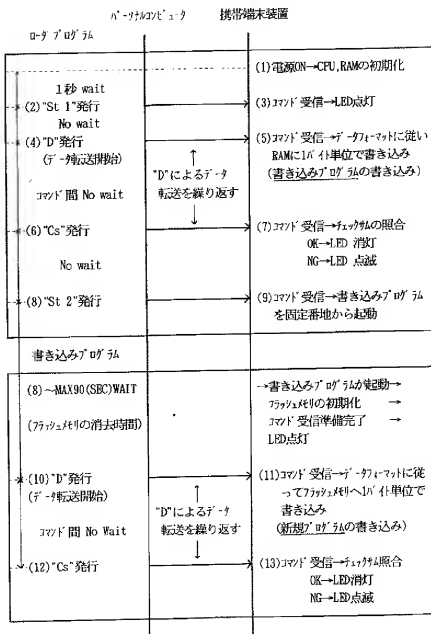 パーソナルコンピュータ
携帯端末装置
ローダプログラム
(1)電源ON→CPU,RAMの初期化
1秒 wait
(2)"St 1"発行
(3)コマンド受信→LED点灯
No wait
(4)"D"発行
(データ転送開始)
"D"によるデータ
転送を繰り返す
(5)コマンド受信→データフォーマットに従い
RAMに1バイト単位で書き込み
(書き込みプログラムの書き込み)
コマンド間 No wait
(6)"Cs"発行
(7)コマンド受信→チェックサムの照合
OK→LED 消灯
NG→LED 点滅
No wait
(8)"St 2"発行
(9)コマンド受信→書き込みプログラム
を固定番地から起動
書き込みプログラム
(8)~MAX90(SEC)WAIT
(フラッシュメモリの消去時間)
→書き込みプログラムが起動→
フラッシュメモリの初期化 →
コマンド受信準備完了 →
LED点灯
(10)"D"発行
(データ転送開始)
"D"によるデータ
転送を繰り返す
(11)コマンド受信→データフォーマットに従
ってフラッシュメモリへ1バイト単位で
書き込み
(新規プログラムの書き込み)
コマンド間 No Wait
(12)"Cs"発行
(13)コマンド受信→チェックサム照合
OK→LED消灯
NG→LED点滅